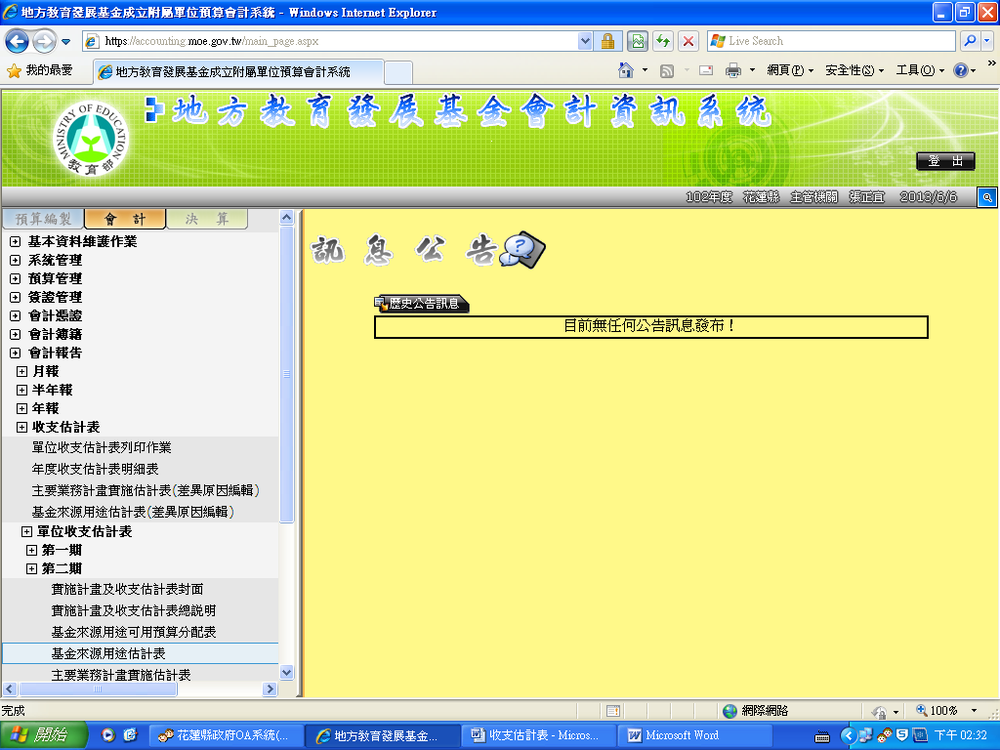 地方教育發展基金成立附屬單位預算會計系統 - Windows Internet Explorer
https://accounting.moe.gov.tw/main_page.aspx
Live Search
我的最愛
地方教育發展基金成立附屬單位預算會計系統
網頁(P)
安全性(S)
工具(O)
MINISTRY OF EDUCATION
教育部
地方教育發展基金會計資訊系統
登 出
102年度 花蓮縣 主管機關 張正宜 2013/6/6
預算編製
會 計
決 算
基本資料維護作業
系統管理
預算管理
簽證管理
會計憑證
會計簿籍
會計報告
月報
半年報
年報
收支估計表
單位收支估計表列印作業
年度收支估計表明細表
主要業務計畫實施估計表(差異原因編輯)
基金來源用途估計表(差異原因編輯)
單位收支估計表
第一期
第二期
實施計畫及收支估計表封面
實施計畫及收支估計表總說明
基金來源用途可用預算分配表
基金來源用途估計表
主要業務計畫實施估計表
訊息公告
歷史公告訊息
目前無任何公告訊息發布！
完成
網際網路
100%
開始
花蓮縣政府OA系統(...
地方教育發展基金...
收支估計表 - Micros...
Microsoft Word
下午 02:32